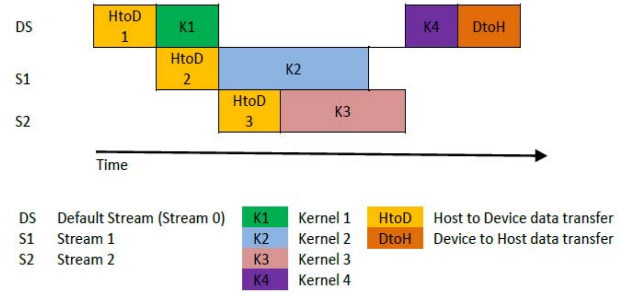 DS HtoD 1 K1 K4 DtoH
S1 HtoD 2 K2
S2 HtoD 3 K3
Time
DS Default Stream (Stream 0) K1 Kernel 1 HtoD Host to Device data transfer
S1 Stream 1 K2 Kernel 2 DtoH Device to Host data transfer
S2 Stream 2 K3 Kernel 3
K4 Kernel 4